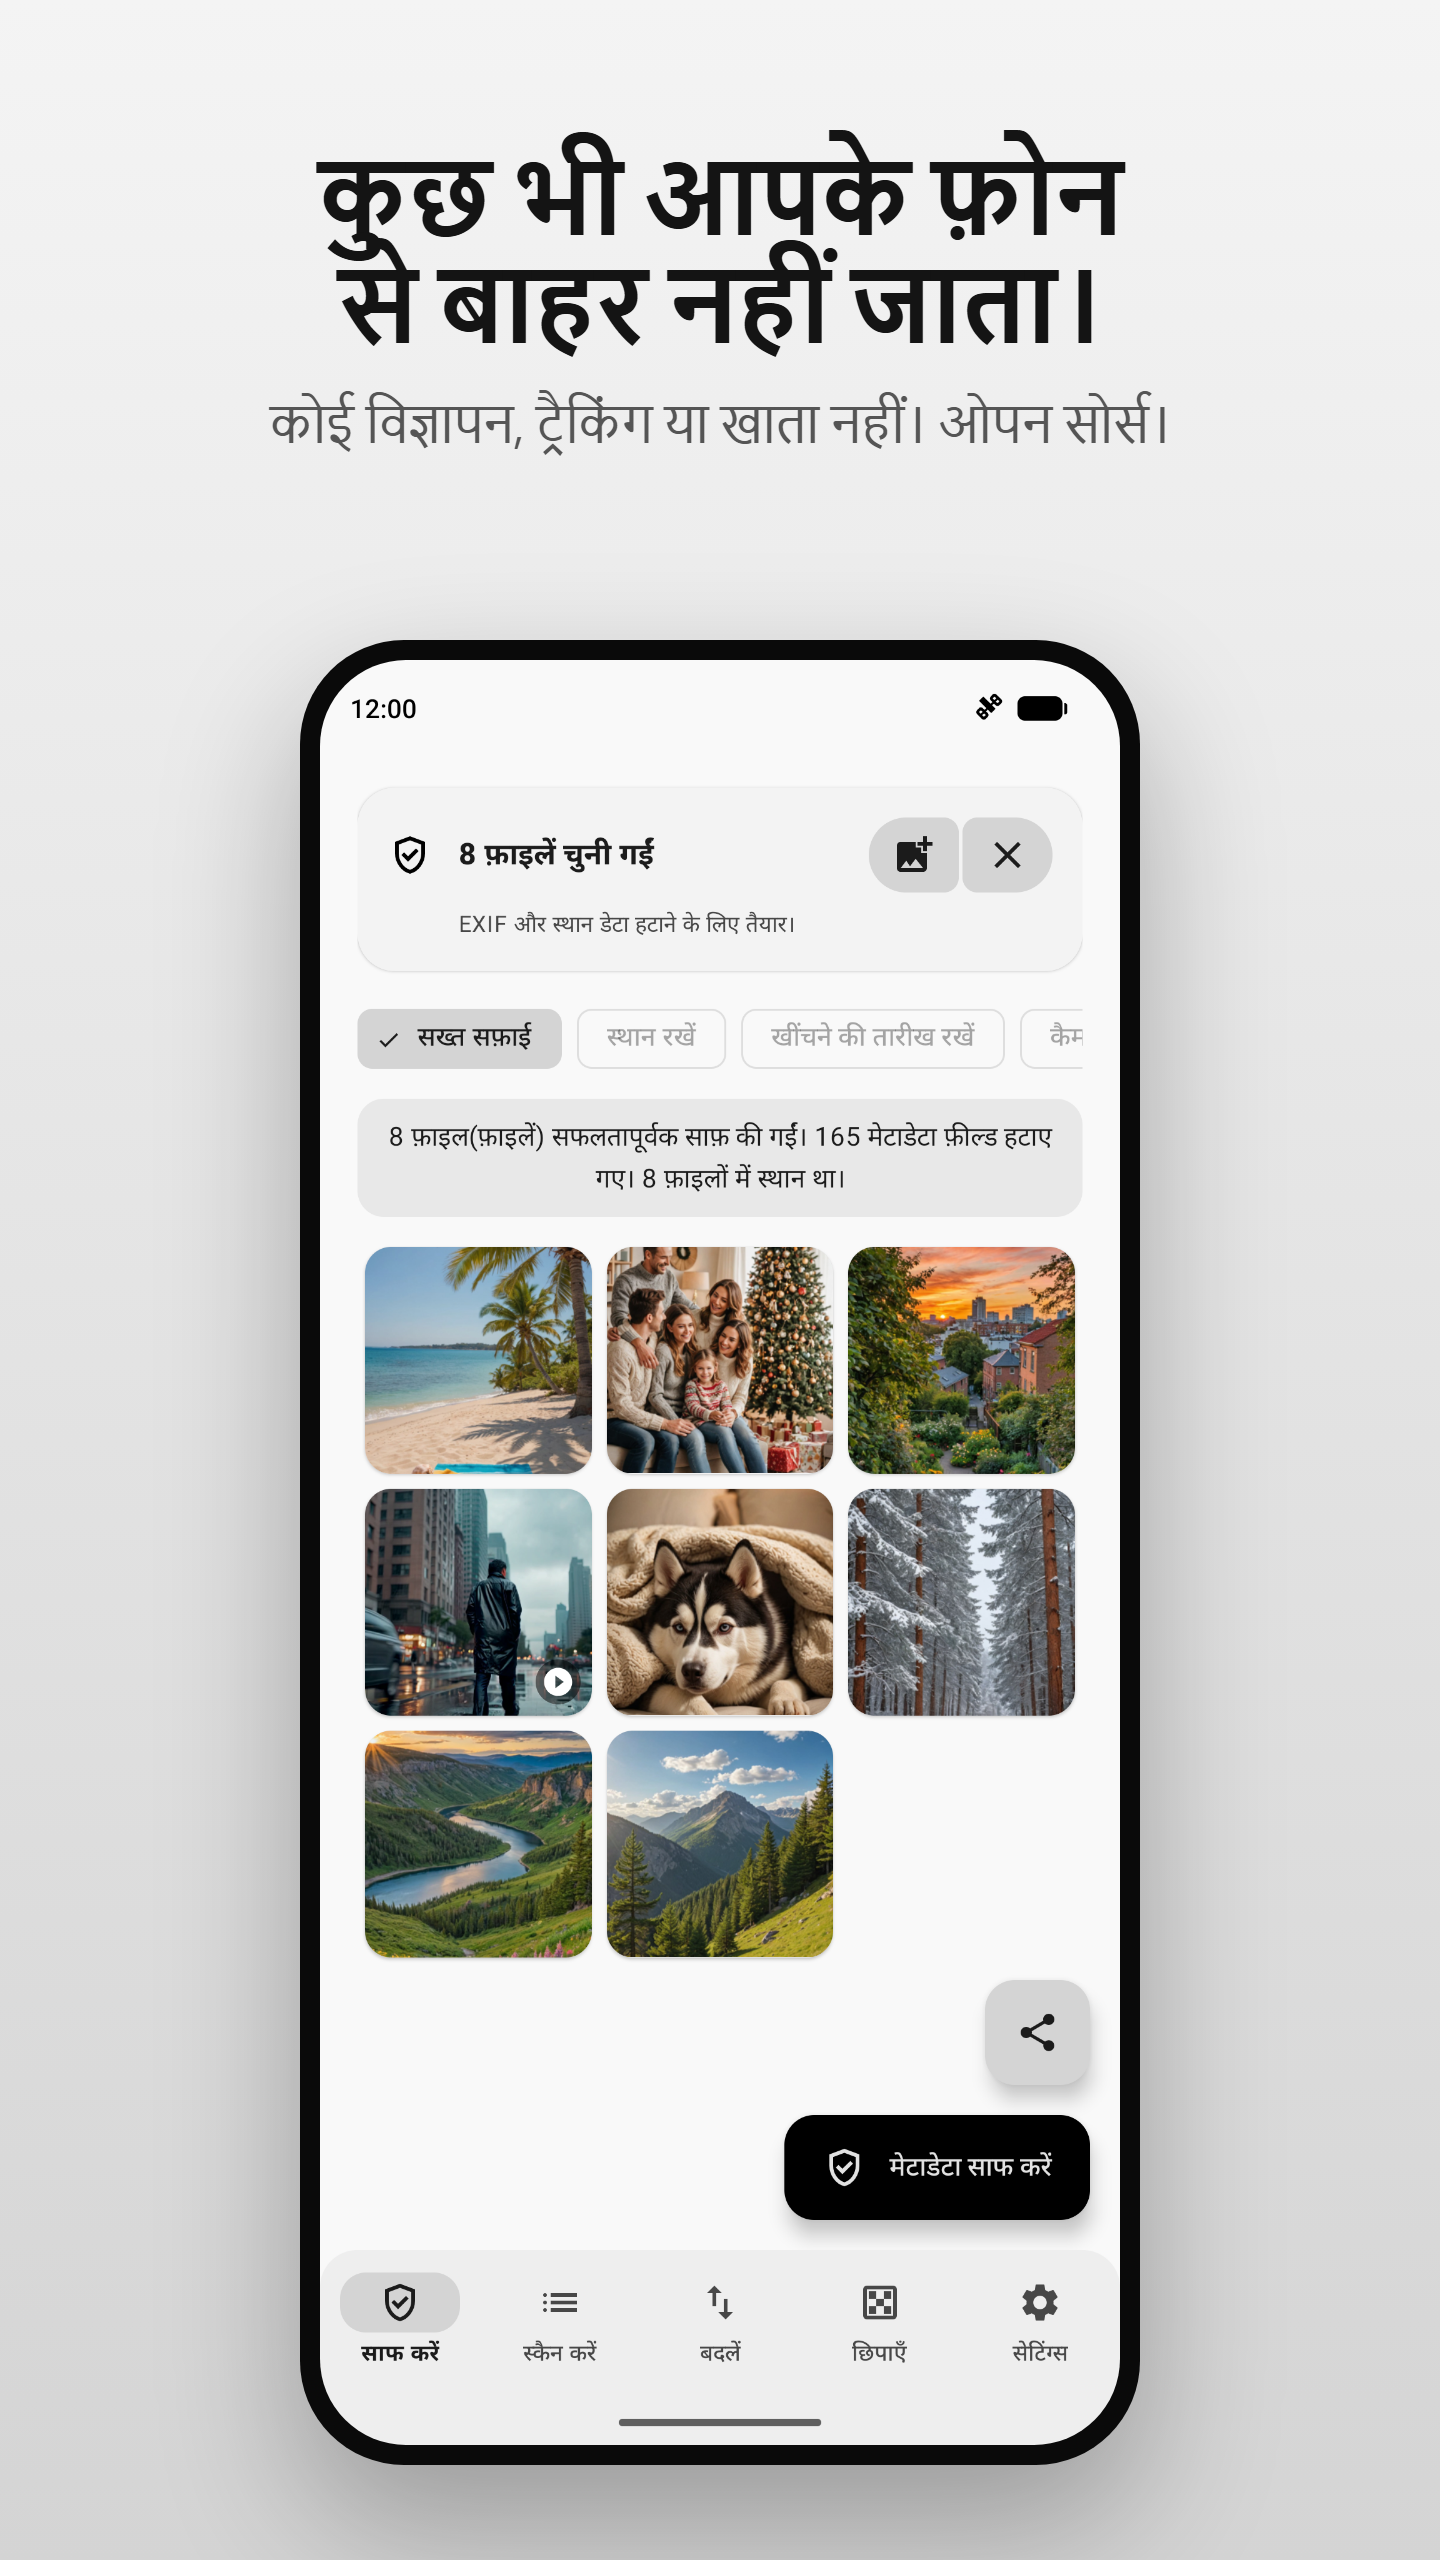 कुछ भी आपके फ़ोन
से बाहर नहीं जाता।
कोई विज्ञापन, ट्रैकिंग या खाता नहीं। ओपन सोर्स।
12:00
8 फ़ाइलें चुनी गईं
EXIF और स्थान डेटा हटाने के लिए तैयार।
सख्त सफ़ाई
स्थान रखें
खींचने की तारीख रखें
कैम
8 फ़ाइल(फ़ाइलें) सफलतापूर्वक साफ़ की गईं। 165 मेटाडेटा फ़ील्ड हटाए
गए। 8 फ़ाइलों में स्थान था।
मेटाडेटा साफ करें
साफ करें
स्कैन करें
बदलें
छिपाएँ
सेटिंग्स